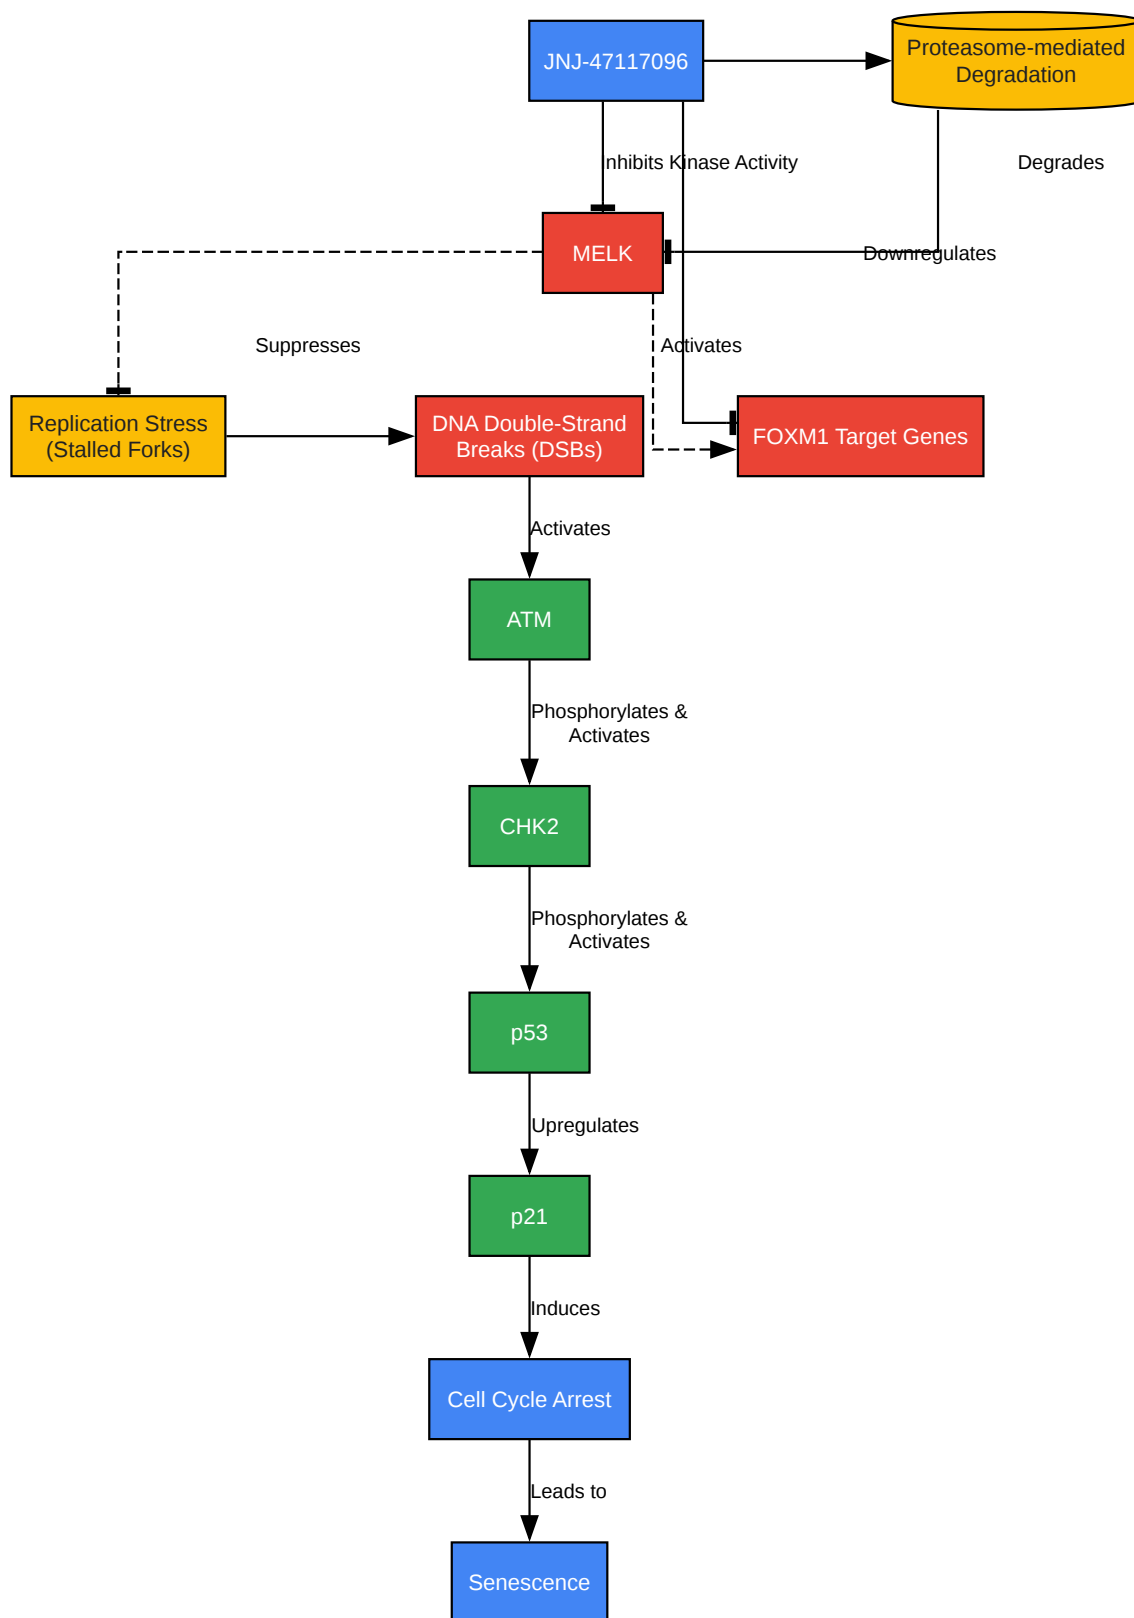 JNJ-47117096
Proteasome-mediated
Degradation
Inhibits Kinase Activity
Degrades
MELK
Downregulates
Suppresses
Activates
Replication Stress
(Stalled Forks)
DNA Double-Strand
Breaks (DSBs)
FOXM1 Target Genes
Activates
ATM
Phosphorylates &
Activates
CHK2
Phosphorylates &
Activates
p53
Upregulates
p21
Induces
Cell Cycle Arrest
Leads to
Senescence